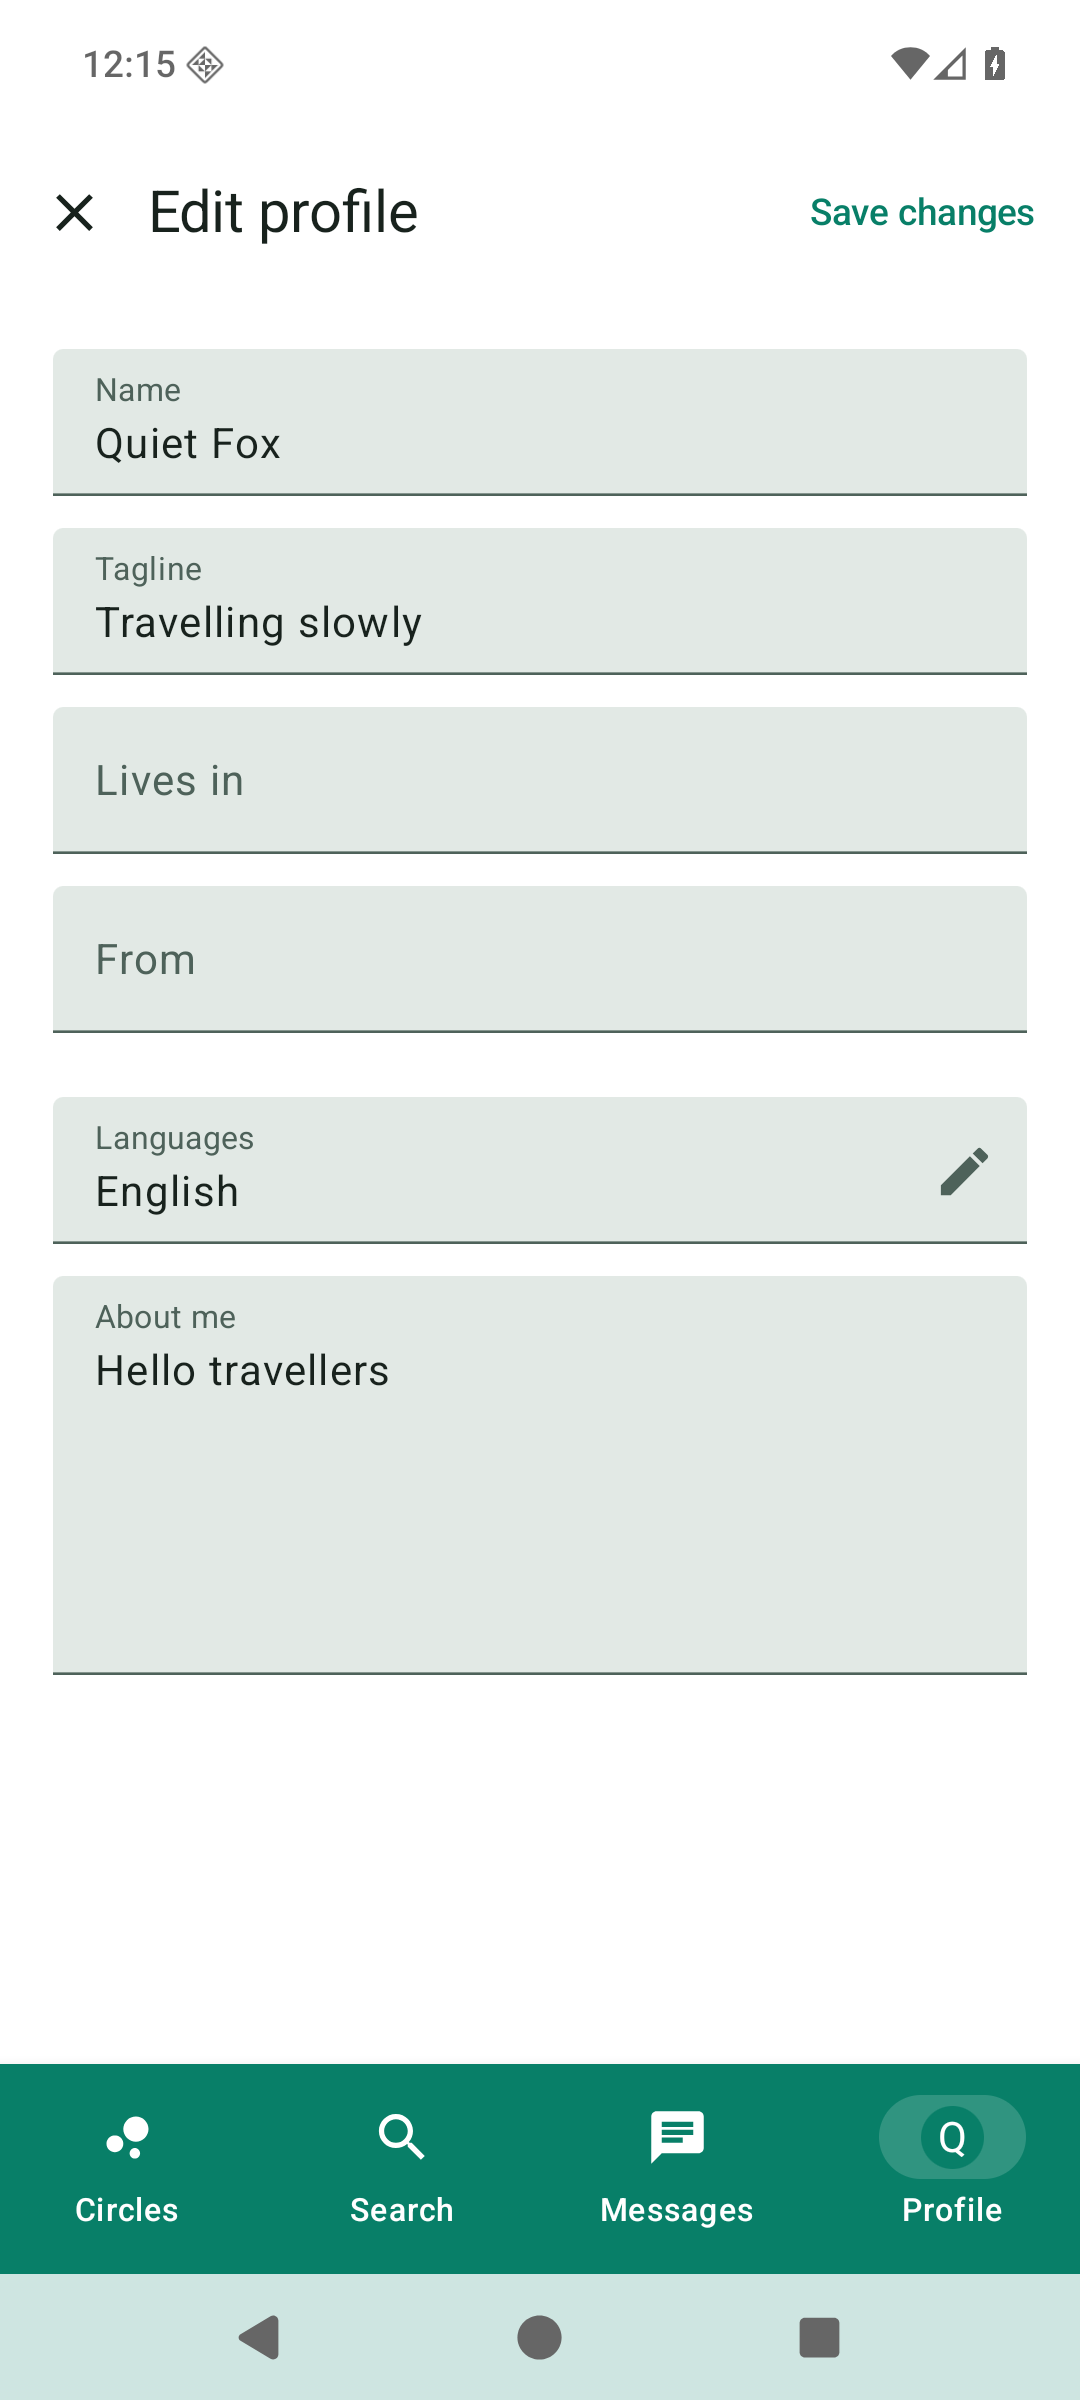 12:15
Edit profile
Save changes
Name
Quiet Fox
Tagline
Travelling slowly
Lives in
From
Languages
English
About me
Hello travellers
Q
Circles
Search
Messages
Profile